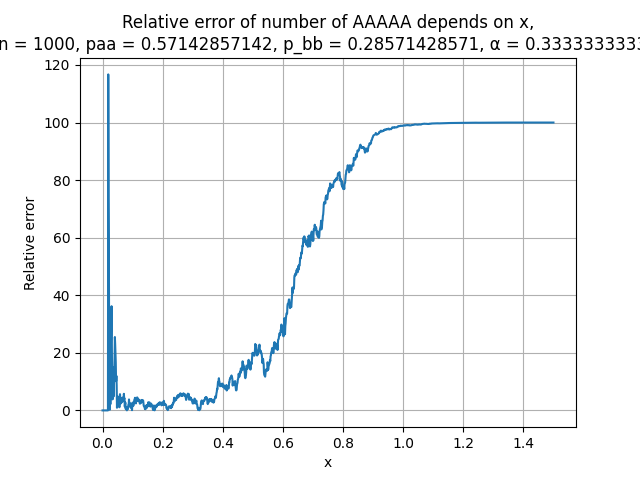 Relative error of number of AAAAA depends on x,
n = 1000, paa = 0.57142857142, p_bb = 0.28571428571, α = 0.3333333333
120
100
80
60
40
20
0
Relative error
0.0 0.2 0.4 0.6 0.8 1.0 1.2 1.4
x